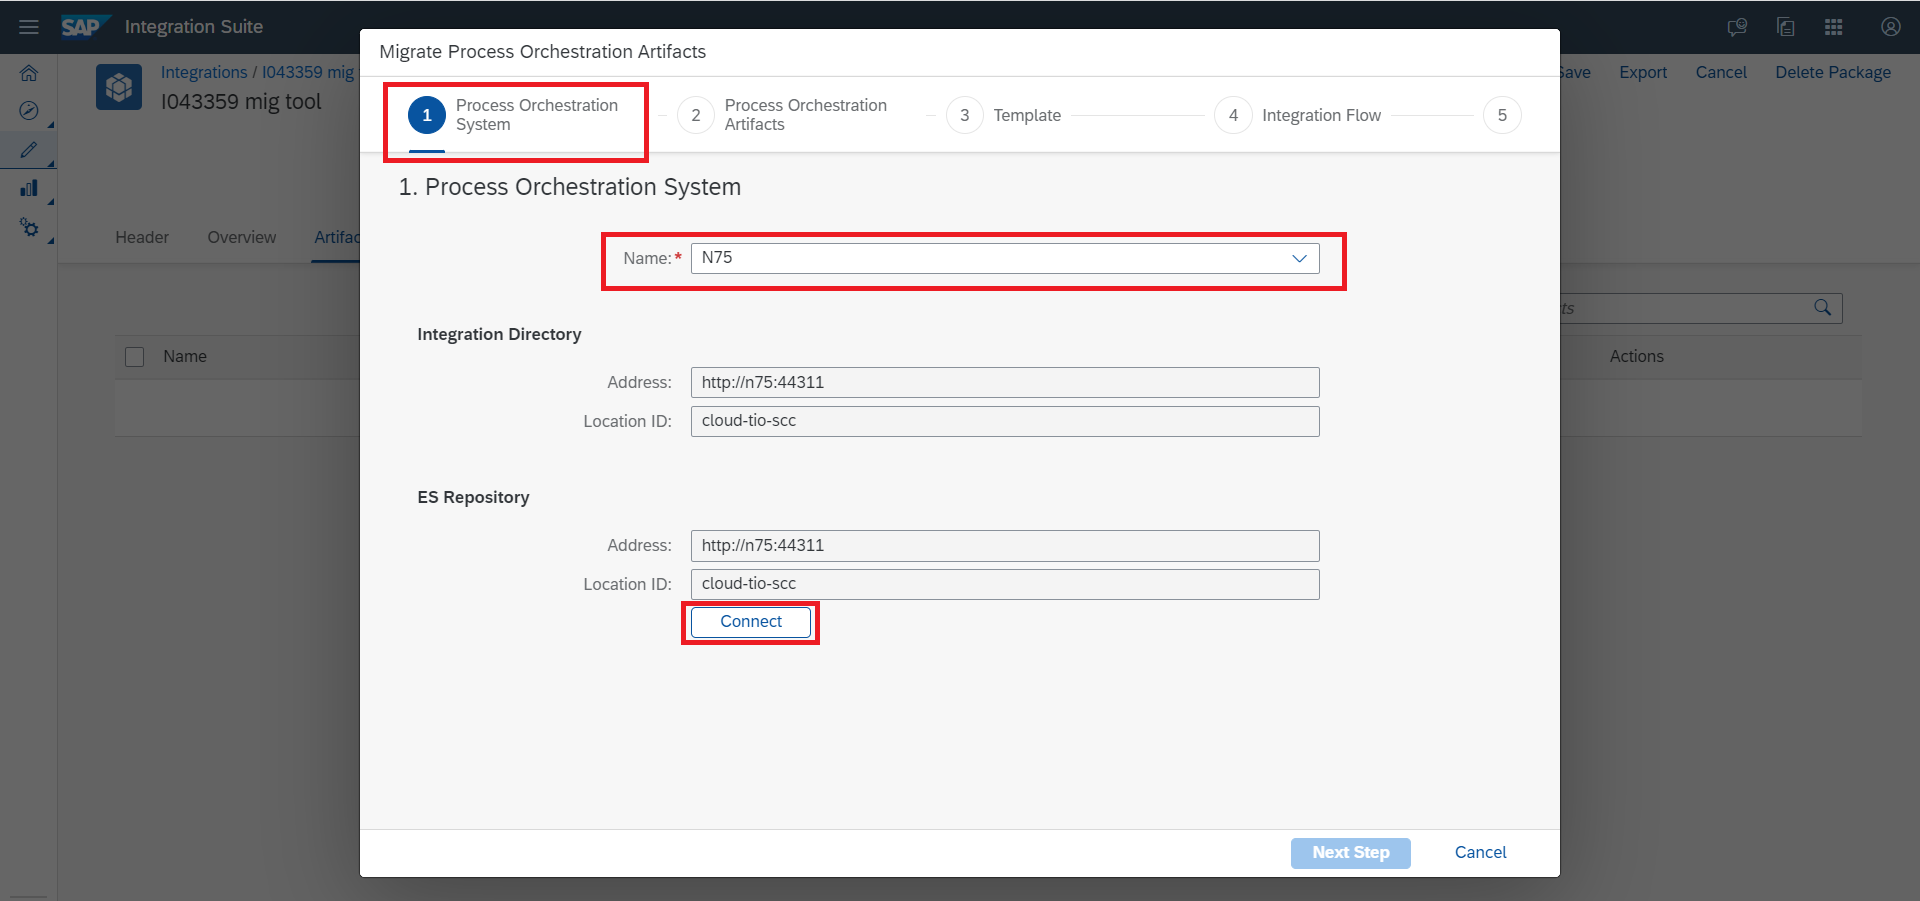 SAP Integration Suite
Integrations / I043359 mig
I043359 mig tool
Save Export Cancel Delete Package
Header Overview Artifac
Name
Actions
Migrate Process Orchestration Artifacts
1 Process Orchestration
System
2 Process Orchestration
Artifacts
3 Template
4 Integration Flow
5
1. Process Orchestration System
Name:* N75
Integration Directory
Address: http://n75:44311
Location ID: cloud-tio-scc
ES Repository
Address: http://n75:44311
Location ID: cloud-tio-scc
Connect
Next Step Cancel